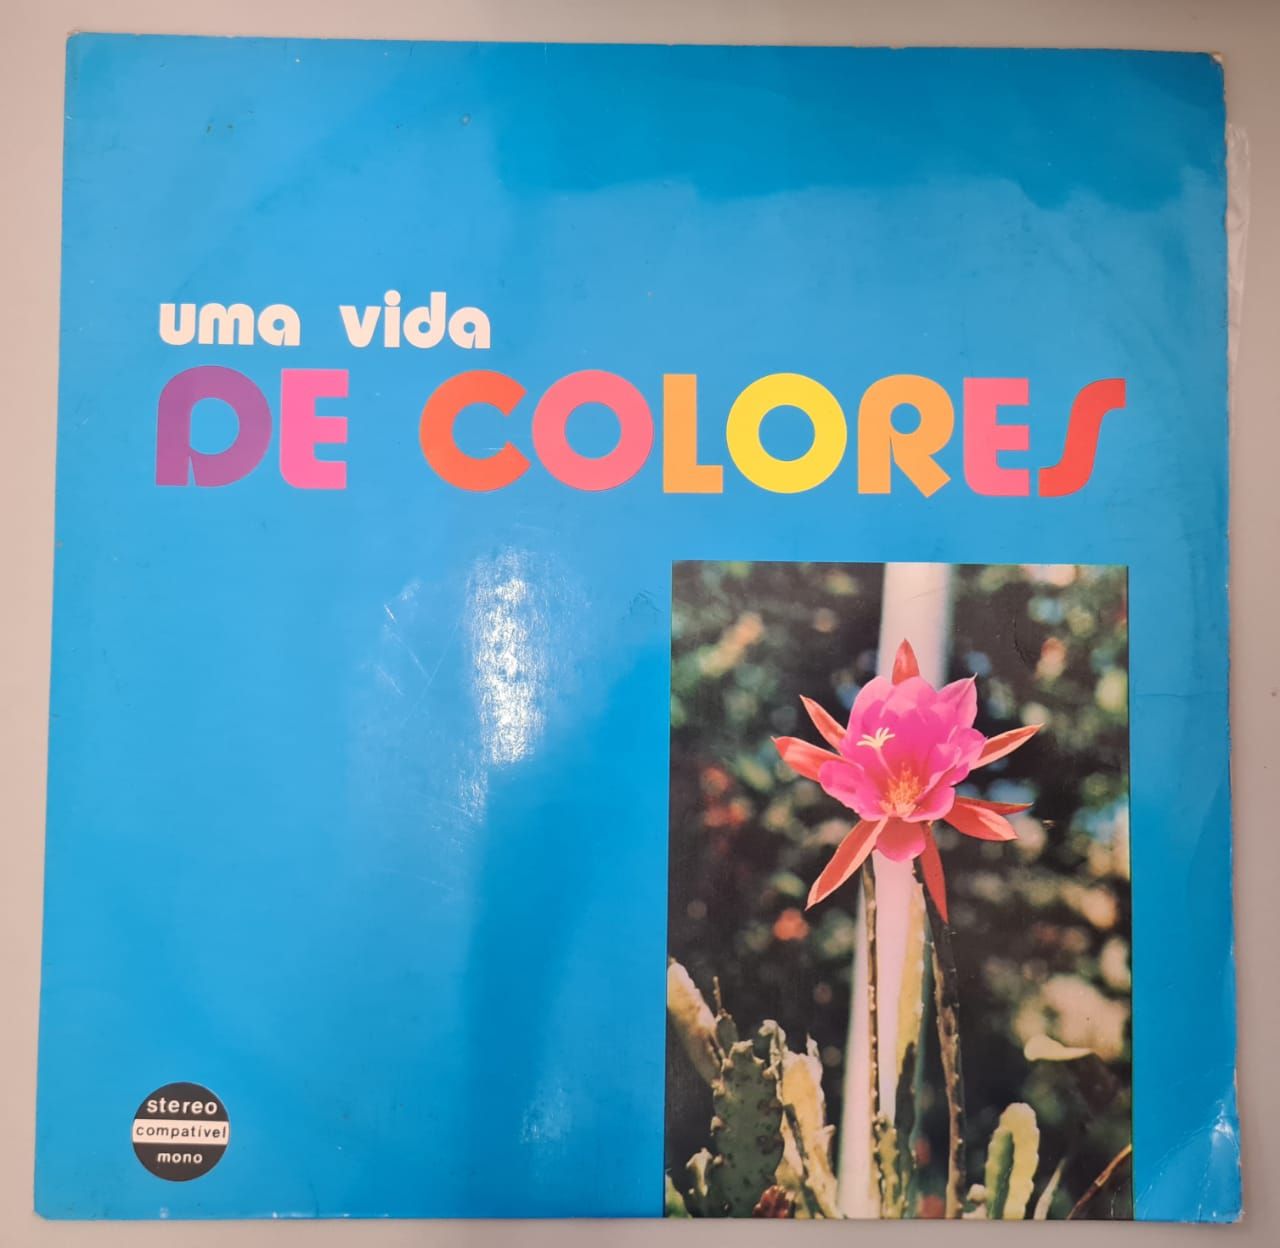 uma vida
DE COLORES
stereo
compatível
mono